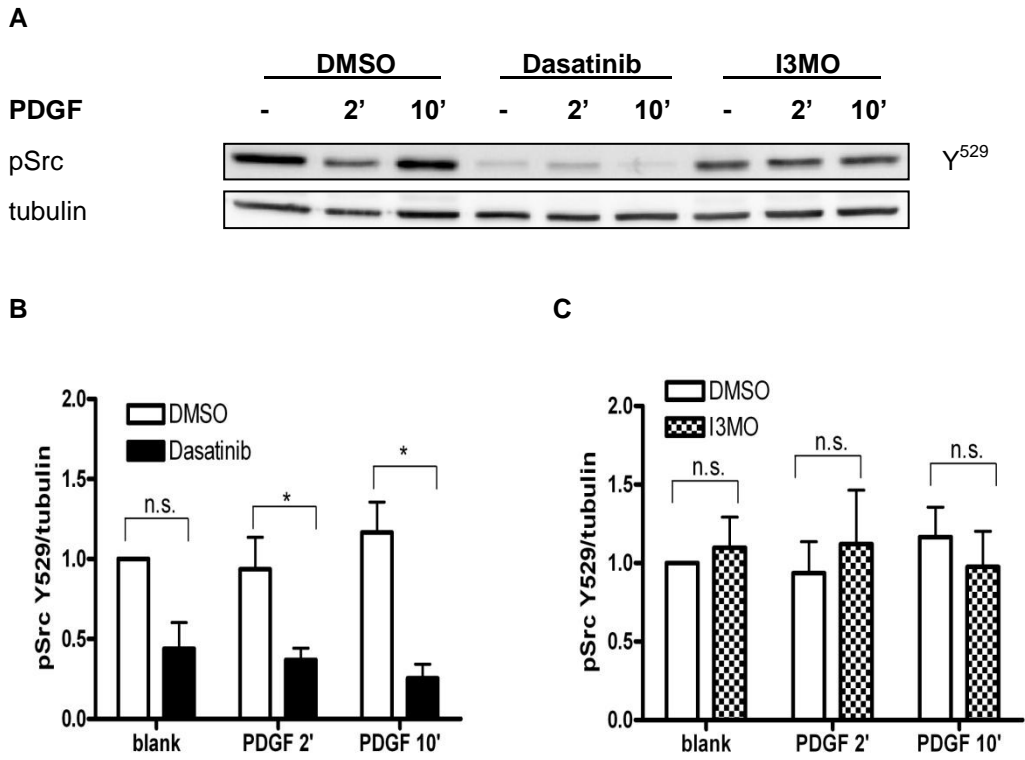 A
DMSO Dasatinib I3MO
PDGF - 2’ 10’ - 2’ 10’ - 2’ 10’
pSrc Y529
tubulin
B
DMSO
Dasatinib
pSrc Y529/tubulin
2.0
1.5
1.0
0.5
0.0
n.s.
*
*
blank PDGF 2' PDGF 10'
C
DMSO
I3MO
pSrc Y529/tubulin
2.0
1.5
1.0
0.5
0.0
n.s.
n.s.
n.s.
blank PDGF 2' PDGF 10'